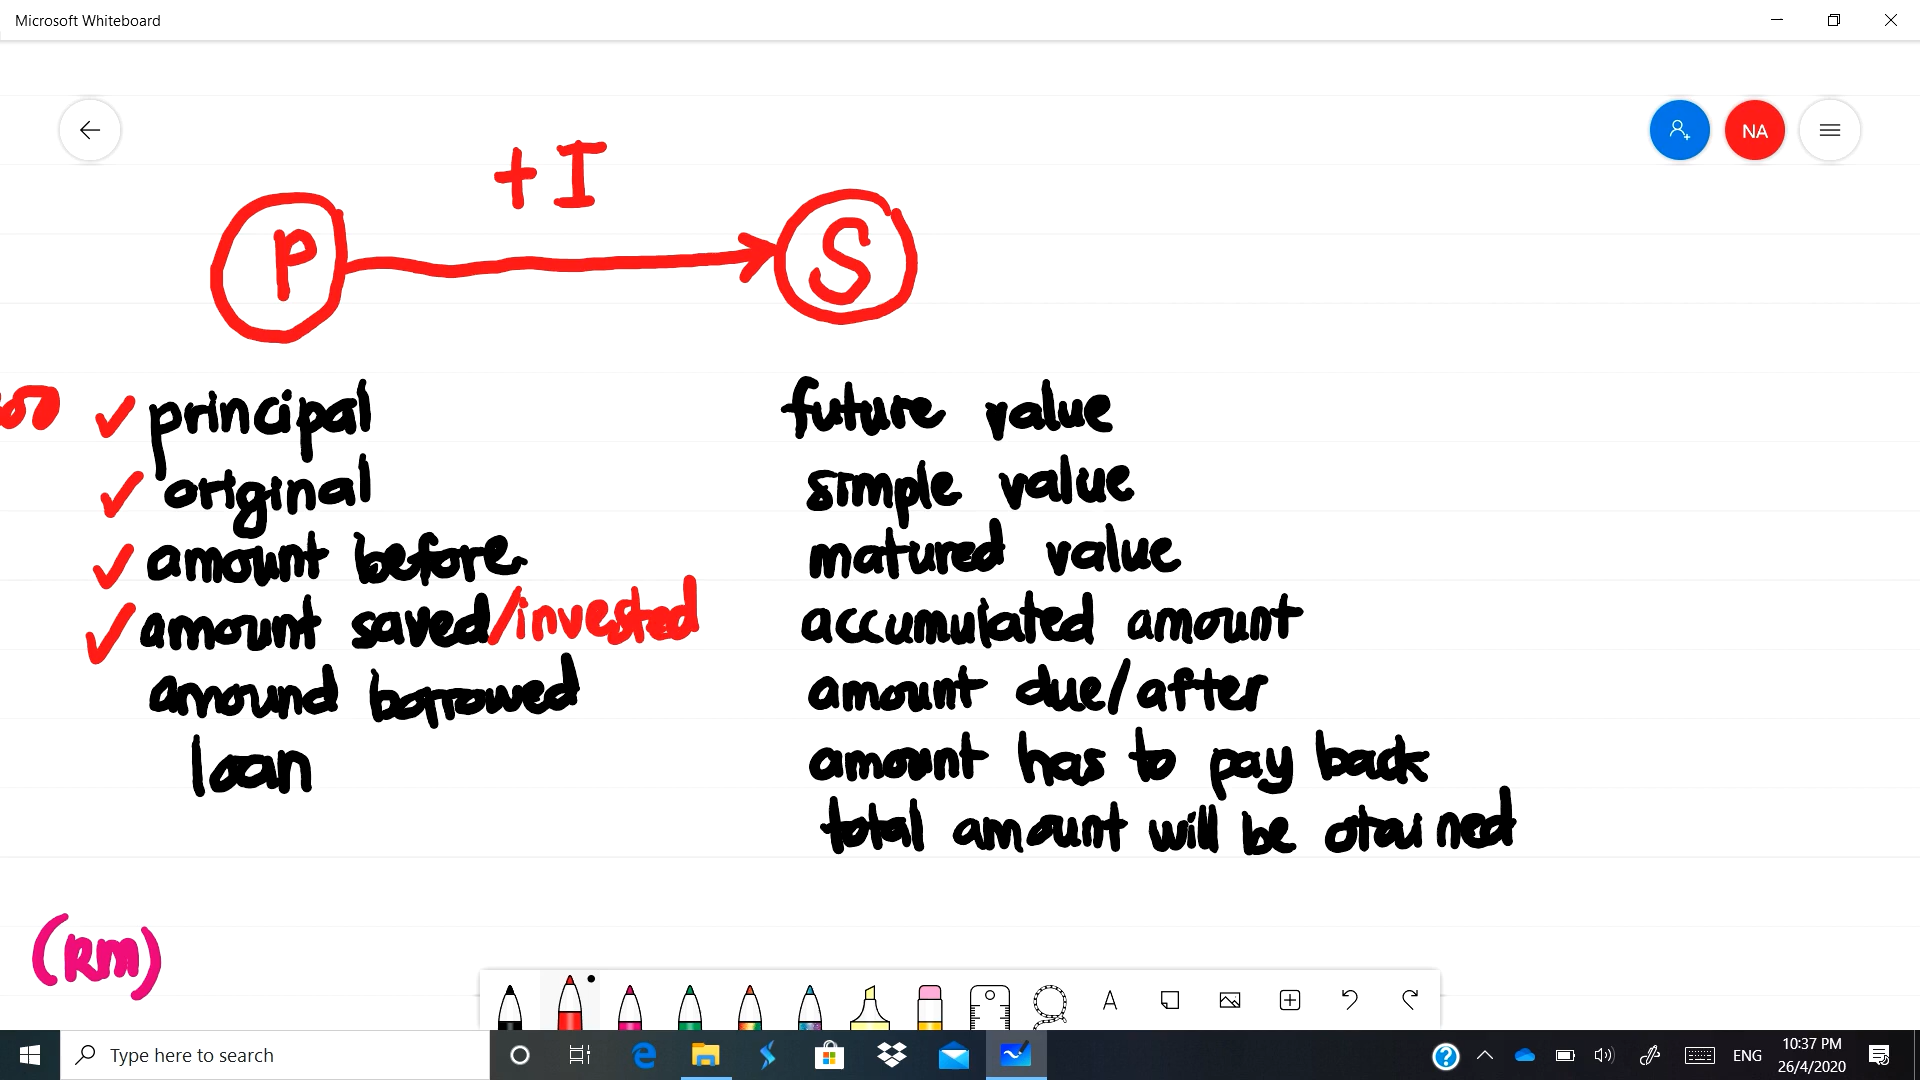 Microsoft Whiteboard
NA
+I
P
S
principal
original
amount before
amount saved/invested
amound borrowed
loan
future value
simple value
matured value
accumulated amount
amount due/after
amount has to pay back
total amount will be otained
(RM)
Type here to search
ENG
10:37 PM
26/4/2020